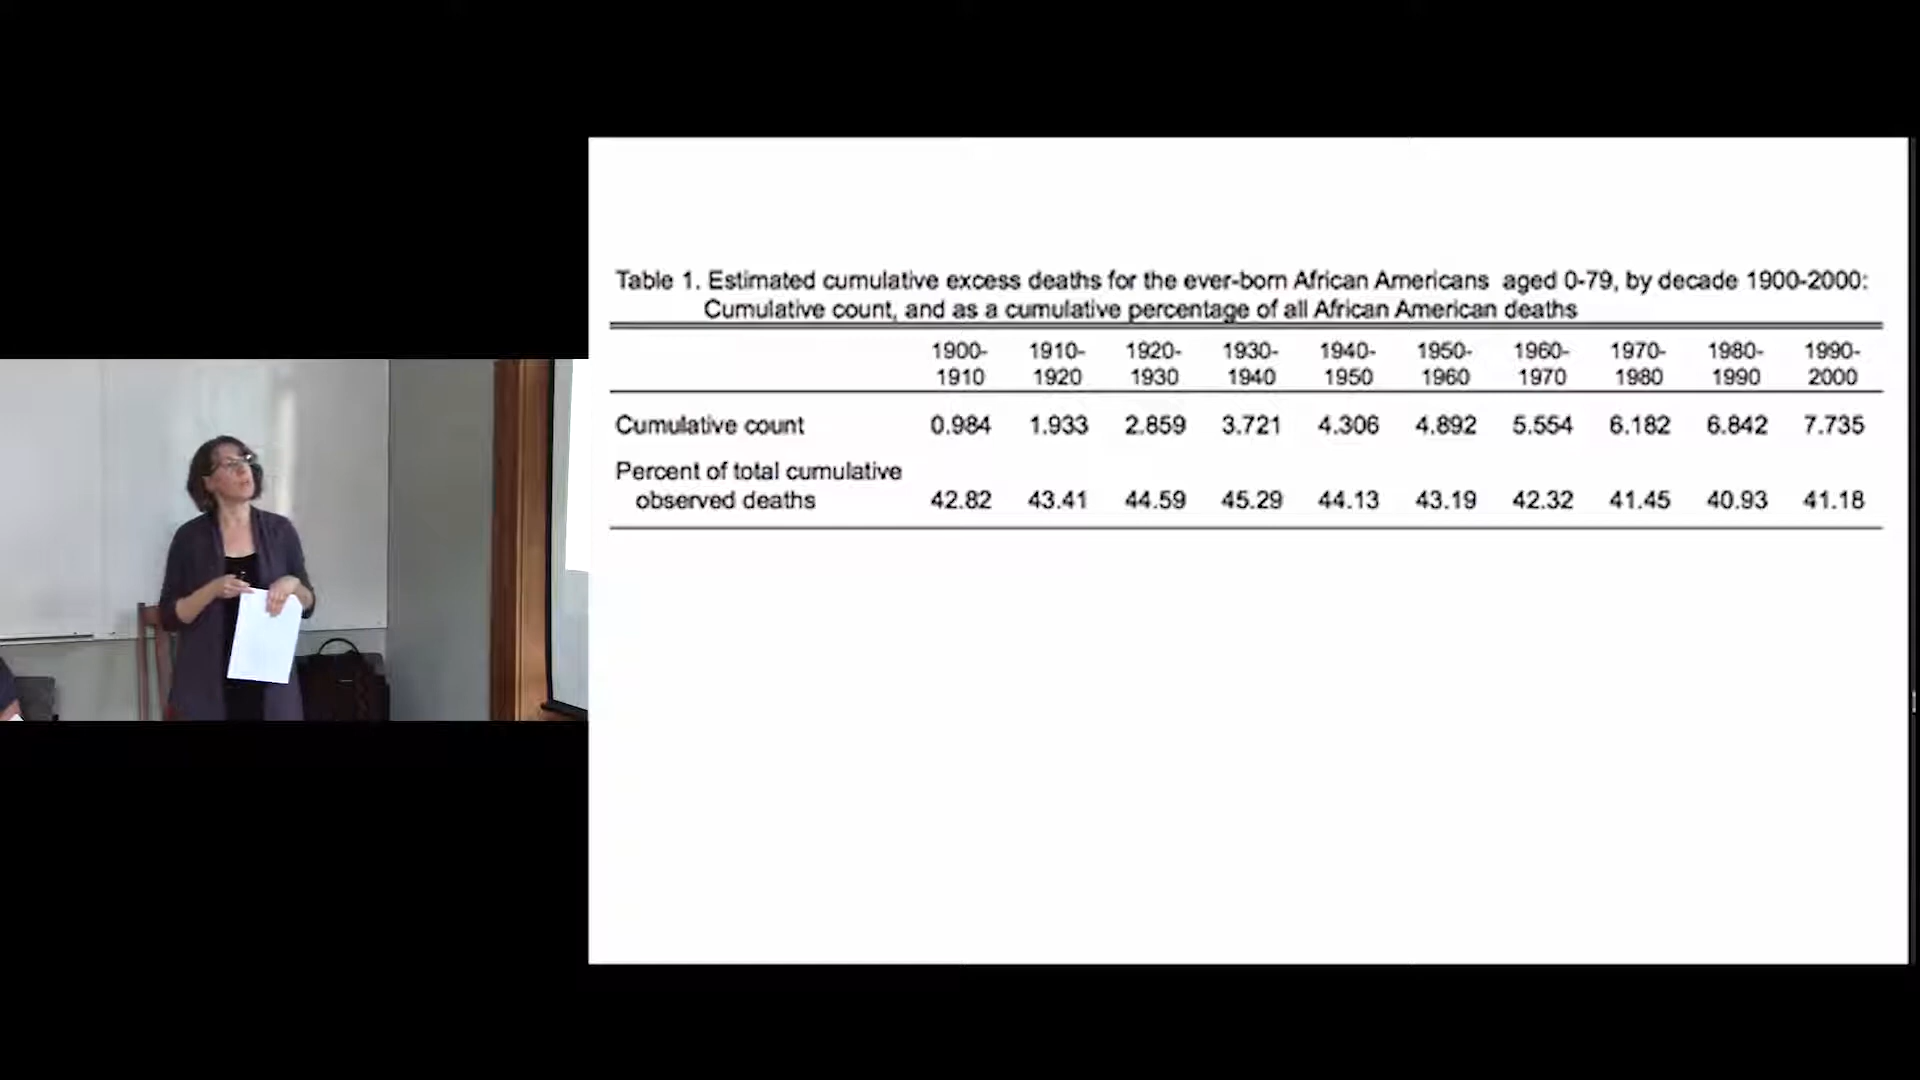 Table 1. Estimated cumulative excess deaths for the ever-born African Americans aged 0-79, by decade 1900-2000:
Cumulative count, and as a cumulative percentage of all African American deaths
1900- 1910- 1920- 1930- 1940- 1950- 1960- 1970- 1980- 1990-
1910 1920 1930 1940 1950 1960 1970 1980 1990 2000
Cumulative count 0.984 1.933 2.859 3.721 4.306 4.892 5.554 6.182 6.842 7.735
Percent of total cumulative
observed deaths 42.82 43.41 44.59 45.29 44.13 43.19 42.32 41.45 40.93 41.18